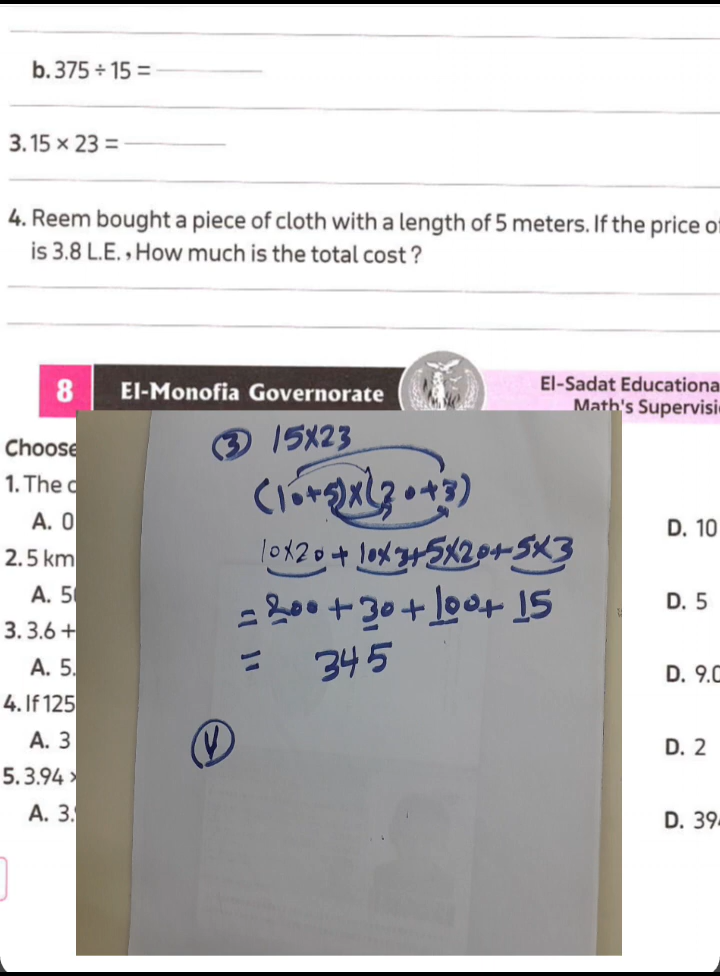 b. 375 ÷ 15 =
3. 15 × 23 =
4. Reem bought a piece of cloth with a length of 5 meters. If the price of
is 3.8 L.E., How much is the total cost?
8 El-Monofia Governorate
El-Sadat Educationa
Math's Supervisi
Choose
1. The
A. 0
D. 10
2. 5 km
A. 5
D. 5
3. 3.6 +
A. 5.
D. 9.0
4. If 125
A. 3
D. 2
5. 3.94 ×
A. 3.
D. 39
3 15×23
(10+5)×(20+3)
10×20 + 10×3+5×20+5×3
= 200 + 30 + 100 + 15
= 345